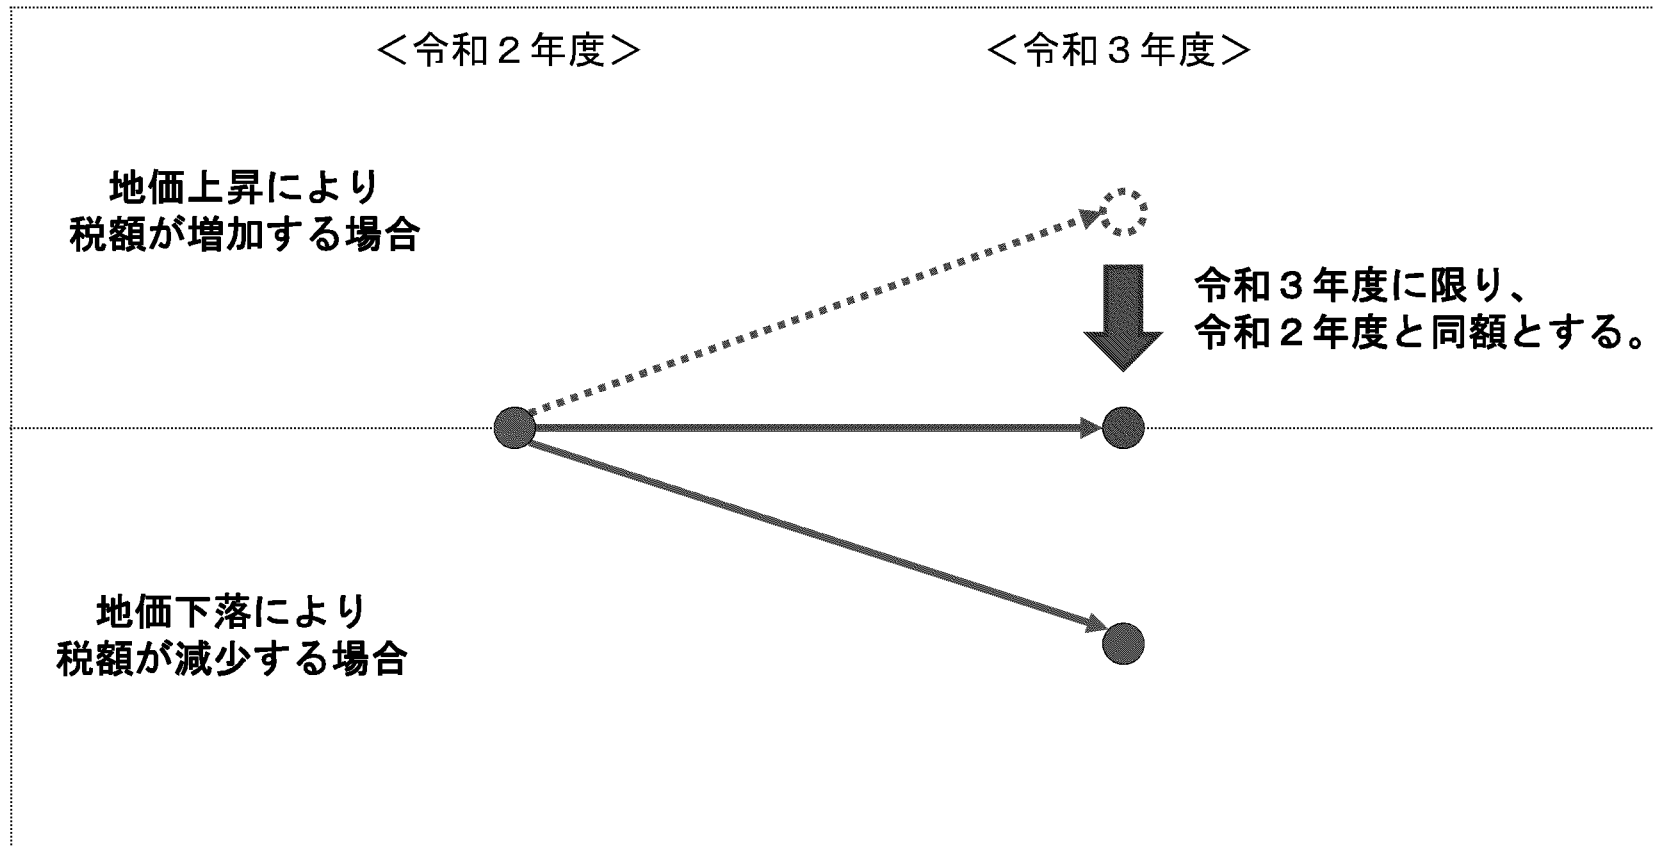 ＜令和２年度＞
＜令和３年度＞
地価上昇により
税額が増加する場合
令和３年度に限り、
令和２年度と同額とする。
地価下落により
税額が減少する場合